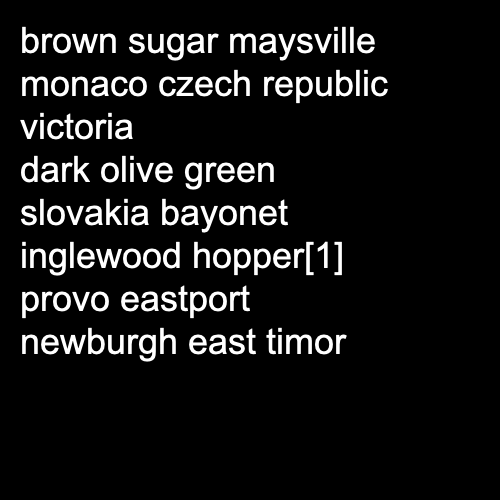 brown sugar maysville
monaco czech republic
victoria
dark olive green
slovakia bayonet
inglewood hopper[1]
provo eastport
newburgh east timor